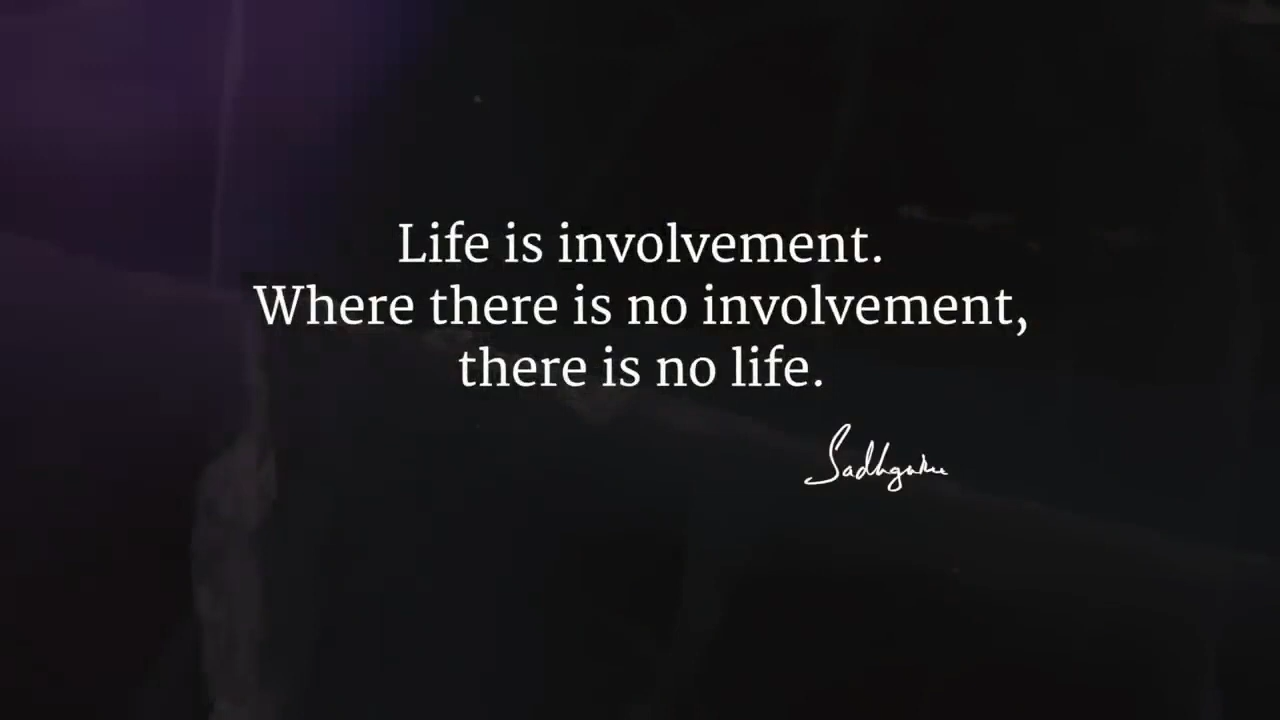 Life is involvement.
Where there is no involvement,
there is no life.
Sadhguru